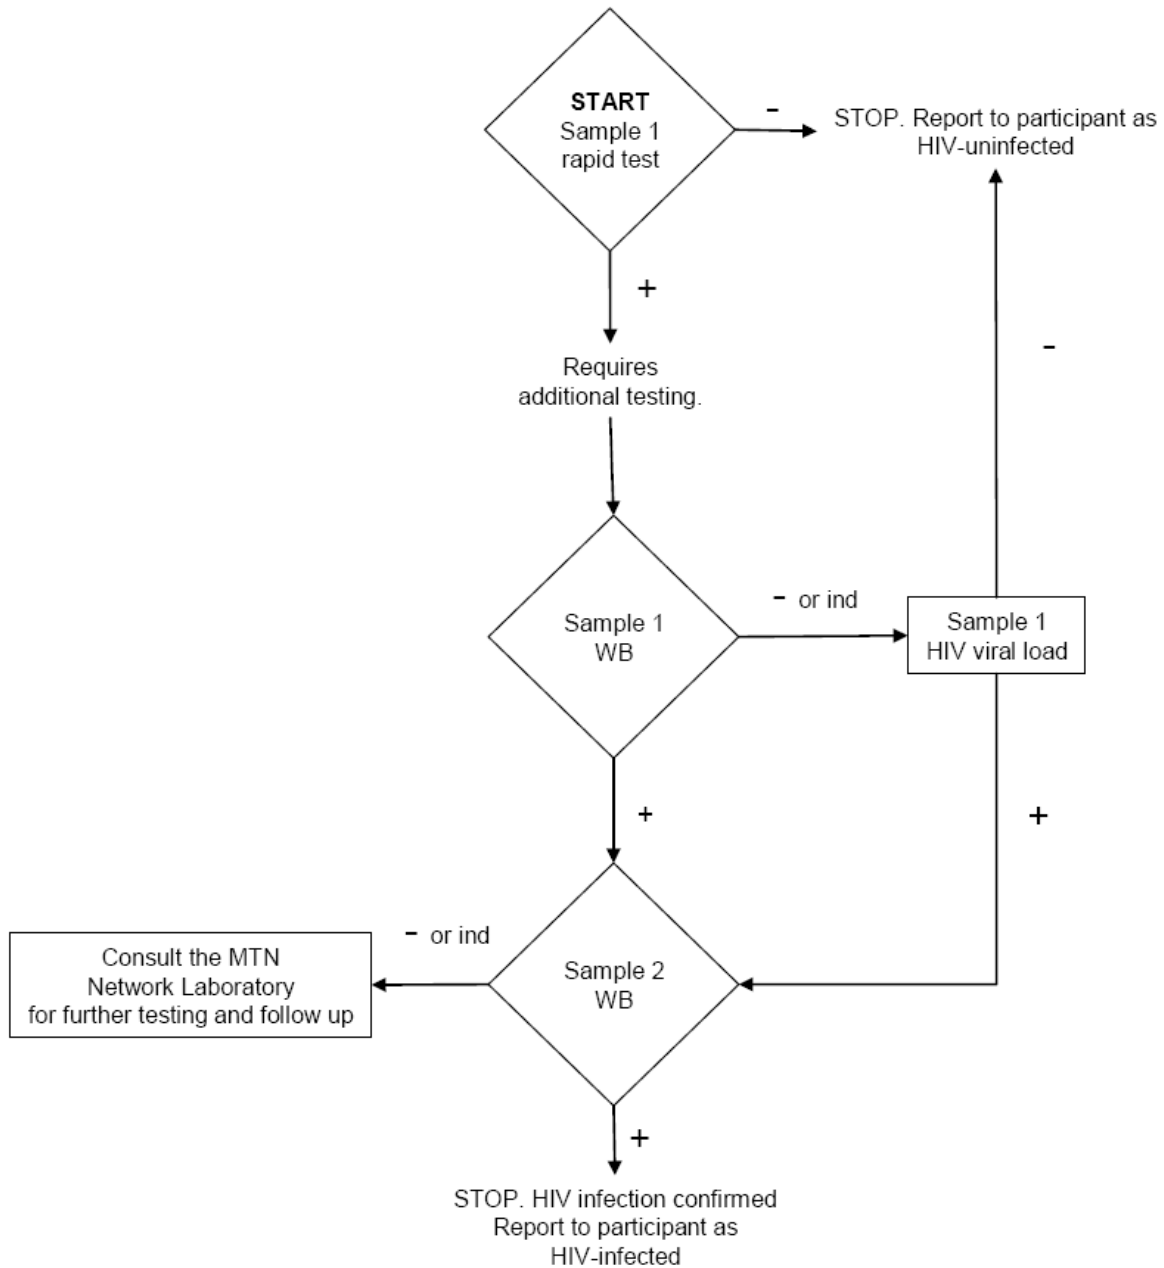 START
Sample 1
rapid test
-
STOP. Report to participant as
HIV-uninfected
+
-
Requires
additional testing.
Sample 1
WB
- or ind
Sample 1
HIV viral load
+
+
Sample 2
WB
- or ind
Consult the MTN
Network Laboratory
for further testing and follow up
+
STOP. HIV infection confirmed
Report to participant as
HIV-infected